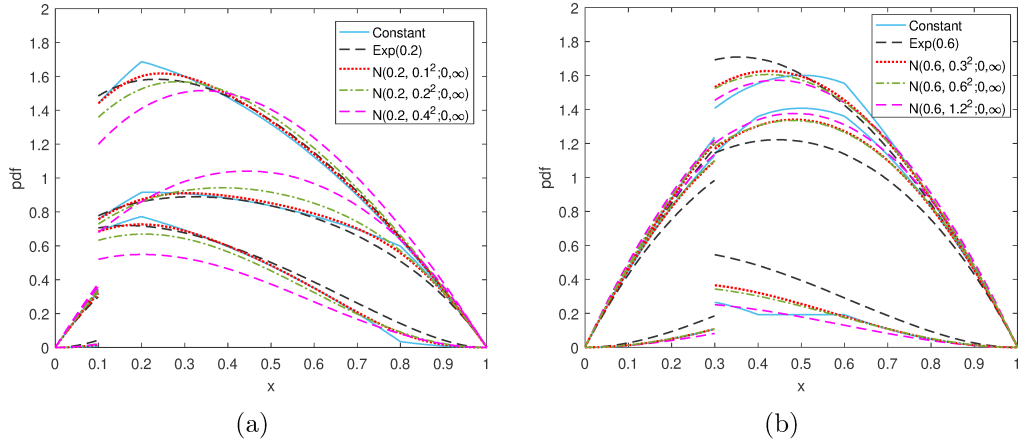 2
1.8
1.6
1.4
1.2
1
0.8
0.6
0.4
0.2
0
pdf
0 0.1 0.2 0.3 0.4 0.5 0.6 0.7 0.8 0.9 1
x
Constant
Exp(0.2)
N(0.2, 0.1²;0,∞)
N(0.2, 0.2²;0,∞)
N(0.2, 0.4²;0,∞)
(a)
2
1.8
1.6
1.4
1.2
1
0.8
0.6
0.4
0.2
0
pdf
0 0.1 0.2 0.3 0.4 0.5 0.6 0.7 0.8 0.9 1
x
Constant
Exp(0.6)
N(0.6, 0.3²;0,∞)
N(0.6, 0.6²;0,∞)
N(0.6, 1.2²;0,∞)
(b)